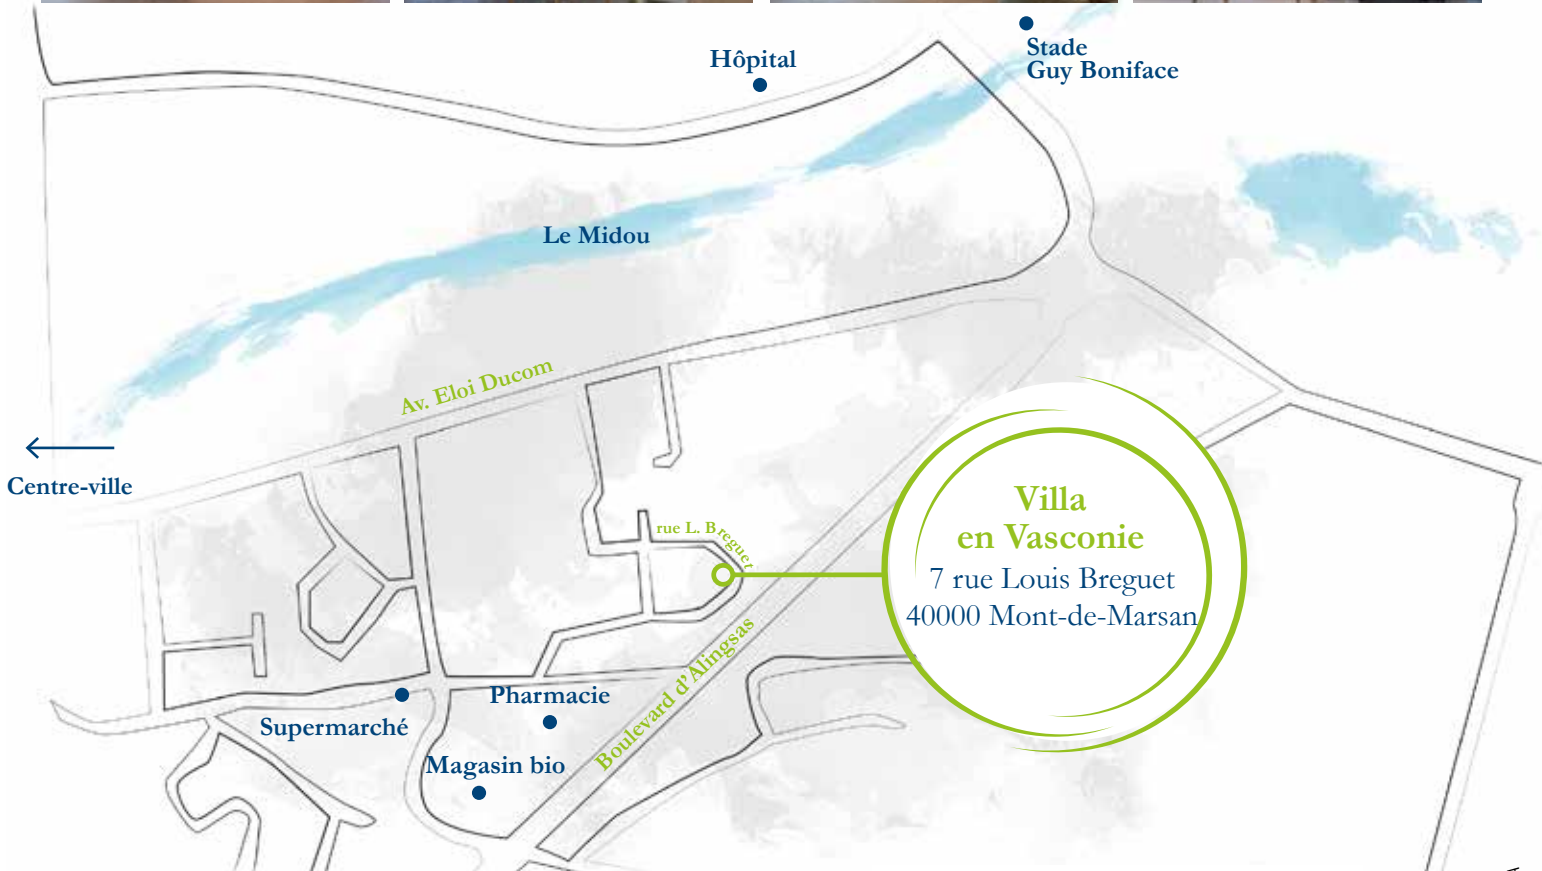 Hôpital
Stade
Guy Boniface
Le Midou
Av. Eloi Ducom
Centre-ville
rue L. Breguet
Villa
en Vasconie
7 rue Louis Breguet
40000 Mont-de-Marsan
Boulevard d'Alingsas
Pharmacie
Supermarché
Magasin bio